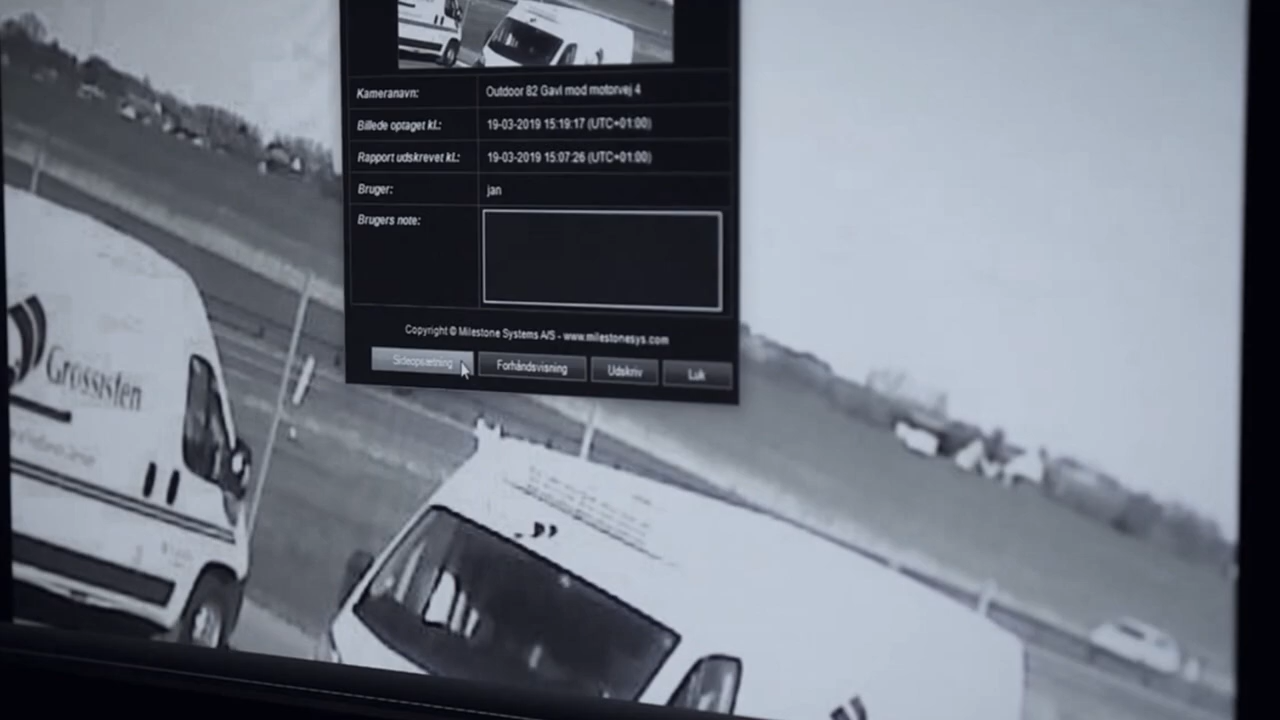 Kameranavn: Outdoor 82 Gavl mod motorvej 4
Billede optaget kl.: 19-03-2019 15:19:17 (UTC+01:00)
Rapport udskrevet kl.: 19-03-2019 15:07:26 (UTC+01:00)
Bruger: jan
Brugers note:
Copyright © Milestone Systems A/S - www.milestonesys.com
Sideopsætning Forhåndsvisning Udskriv Luk
Grossisten